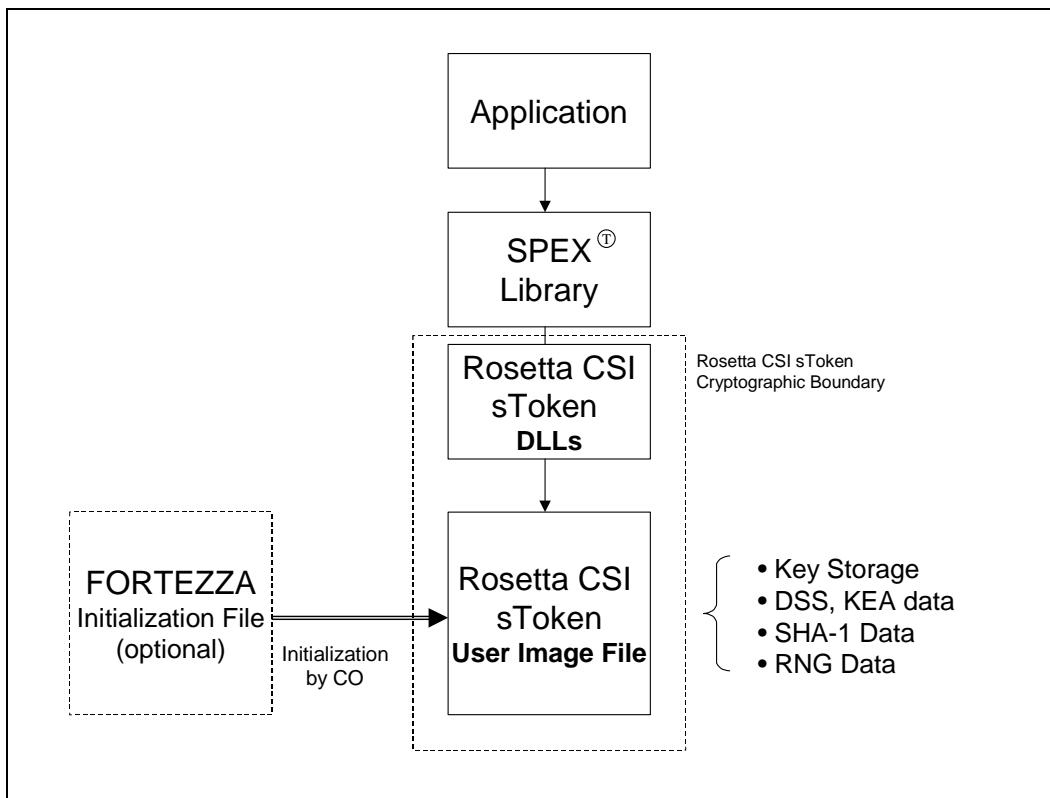 Application
SPEX Ⓣ
Library
Rosetta CSI
sToken
DLLs
Rosetta CSI sToken
Cryptographic Boundary
FORTEZZA
Initialization File
(optional)
Initialization
by CO
Rosetta CSI
sToken
User Image File
• Key Storage
• DSS, KEA data
• SHA-1 Data
• RNG Data